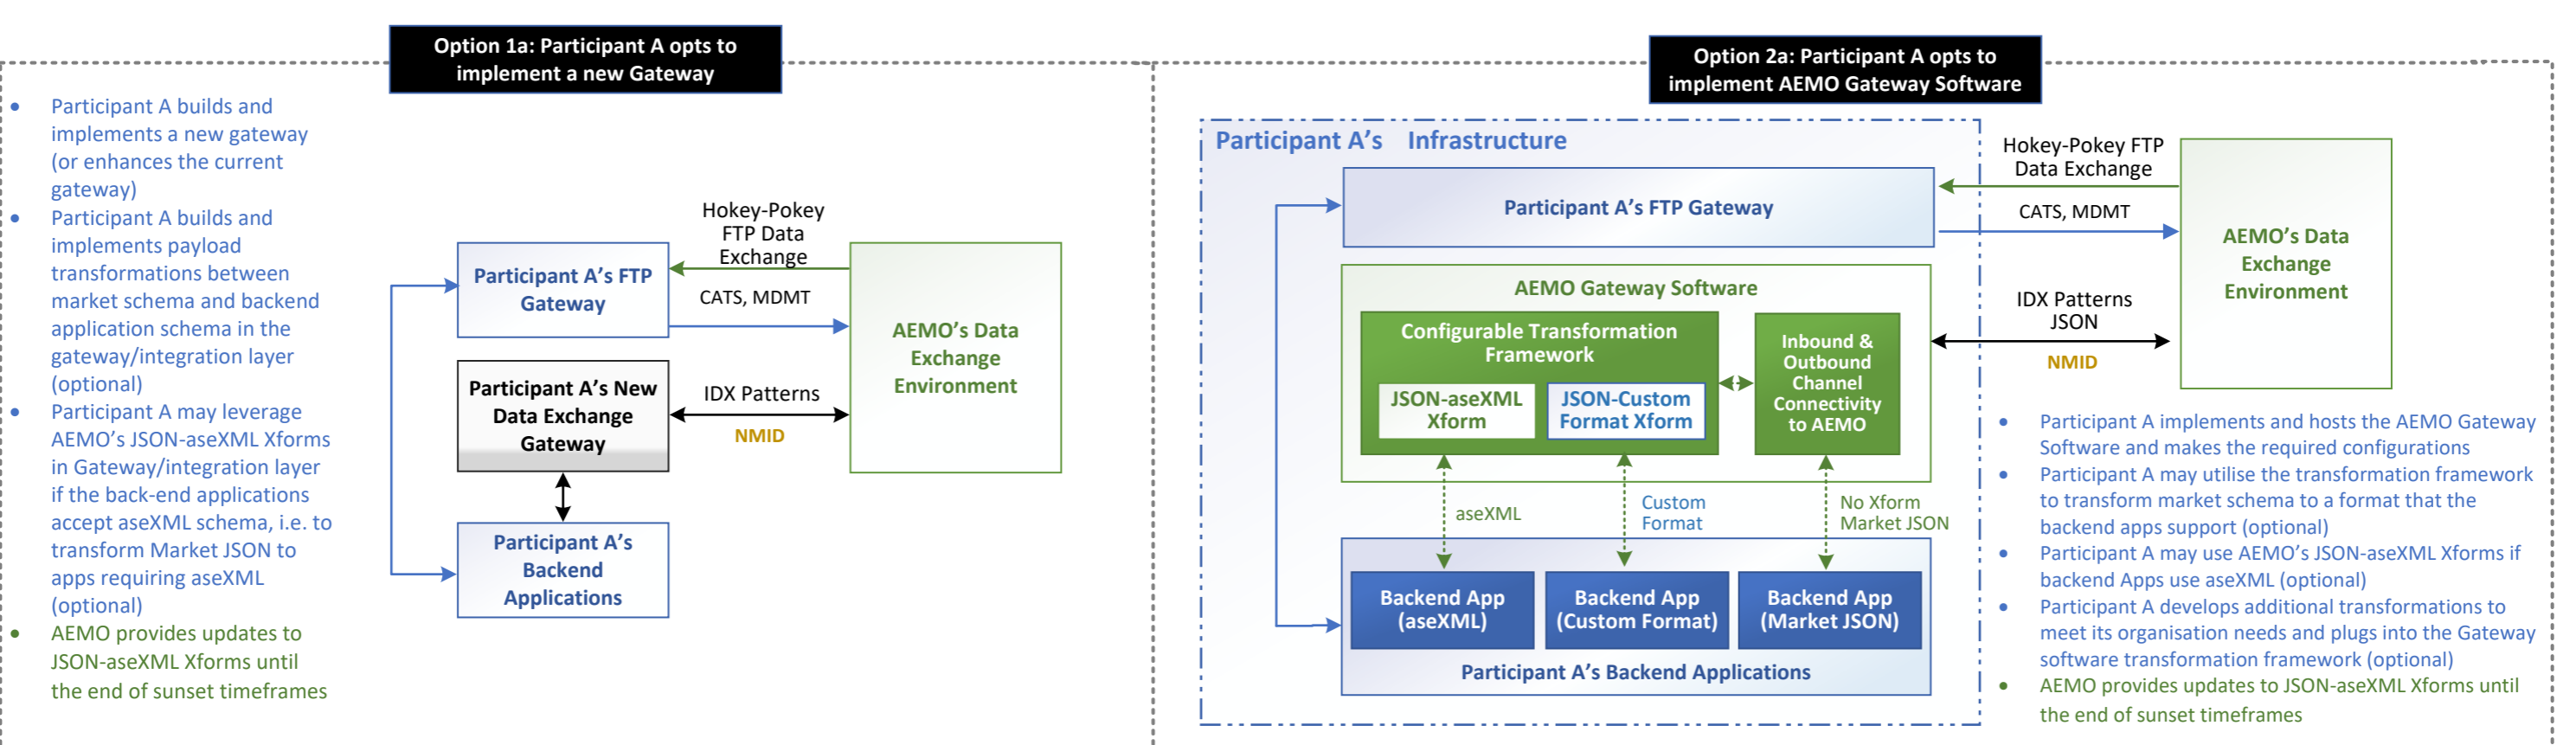 Option 1a: Participant A opts to
implement a new Gateway
Participant A builds and
implements a new gateway
(or enhances the current
gateway)
Participant A builds and
implements payload
transformations between
market schema and backend
application schema in the
gateway/integration layer
(optional)
Participant A may leverage
AEMO's JSON-aseXML Xforms
in Gateway/integration layer
if the back-end applications
accept aseXML schema, i.e. to
transform Market JSON to
apps requiring aseXML
(optional)
AEMO provides updates to
JSON-aseXML Xforms until
the end of sunset timeframes
Participant A's FTP
Gateway
Hokey-Pokey
FTP Data
Exchange
CATS, MDMT
AEMO's Data
Exchange
Environment
Participant A's New
Data Exchange
Gateway
IDX Patterns
NMID
Participant A's
Backend
Applications
Option 2a: Participant A opts to
implement AEMO Gateway Software
Participant A's Infrastructure
Participant A's FTP Gateway
Hokey-Pokey FTP
Data Exchange
CATS, MDMT
AEMO's Data
Exchange
Environment
AEMO Gateway Software
Configurable Transformation
Framework
JSON-aseXML
Xform
JSON-Custom
Format Xform
Inbound &
Outbound
Channel
Connectivity
to AEMO
IDX Patterns
JSON
NMID
aseXML
Custom
Format
No Xform
Market JSON
Backend App
(aseXML)
Backend App
(Custom Format)
Backend App
(Market JSON)
Participant A's Backend Applications
Participant A implements and hosts the AEMO Gateway
Software and makes the required configurations
Participant A may utilise the transformation framework
to transform market schema to a format that the
backend apps support (optional)
Participant A may use AEMO's JSON-aseXML Xforms if
backend Apps use aseXML (optional)
Participant A develops additional transformations to
meet its organisation needs and plugs into the Gateway
software transformation framework (optional)
AEMO provides updates to JSON-aseXML Xforms until
the end of sunset timeframes